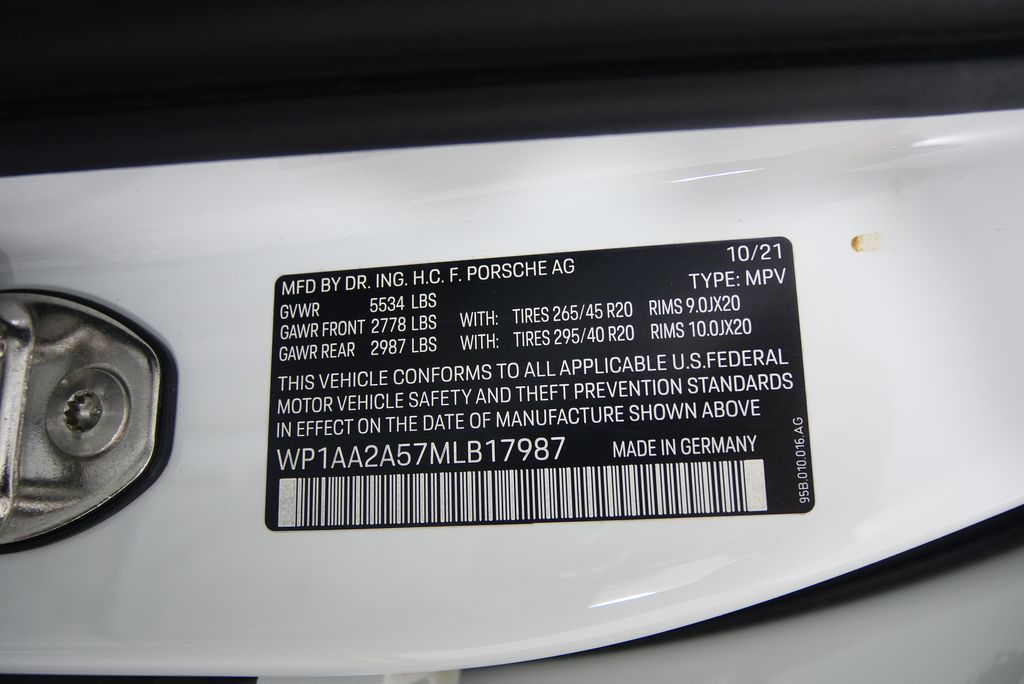 MFD BY DR. ING. H.C. F. PORSCHE AG 10/21
TYPE: MPV
GVWR 5534 LBS
GAWR FRONT 2778 LBS WITH: TIRES 265/45 R20 RIMS 9.0JX20
GAWR REAR 2987 LBS WITH: TIRES 295/40 R20 RIMS 10.0JX20
THIS VEHICLE CONFORMS TO ALL APPLICABLE U.S.FEDERAL
MOTOR VEHICLE SAFETY AND THEFT PREVENTION STANDARDS
IN EFFECT ON THE DATE OF MANUFACTURE SHOWN ABOVE
WP1AA2A57MLB17987 MADE IN GERMANY
95B.010.016.AG